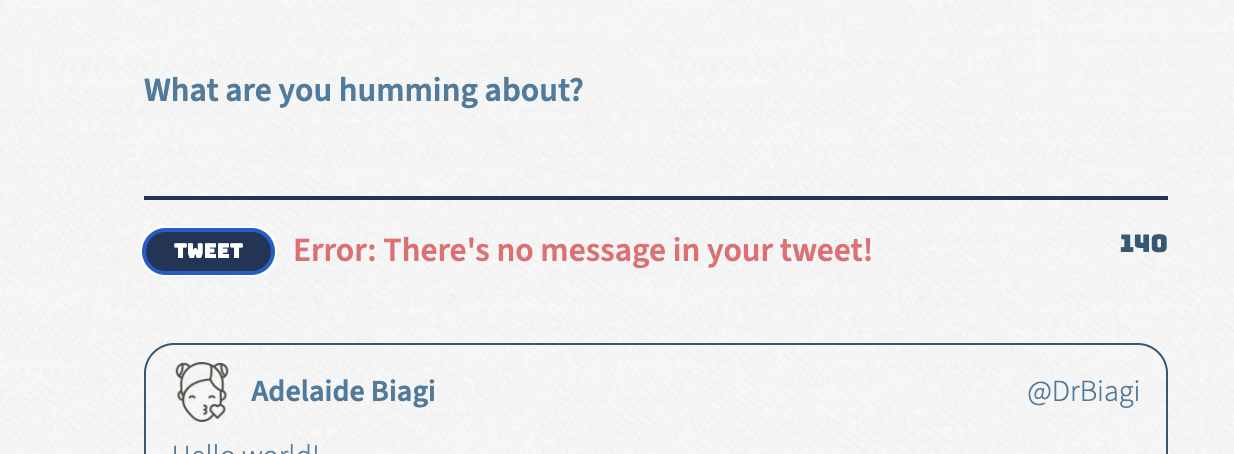 What are you humming about?
TWEET Error: There's no message in your tweet! 140
Adelaide Biagi @DrBiagi
Hello world!